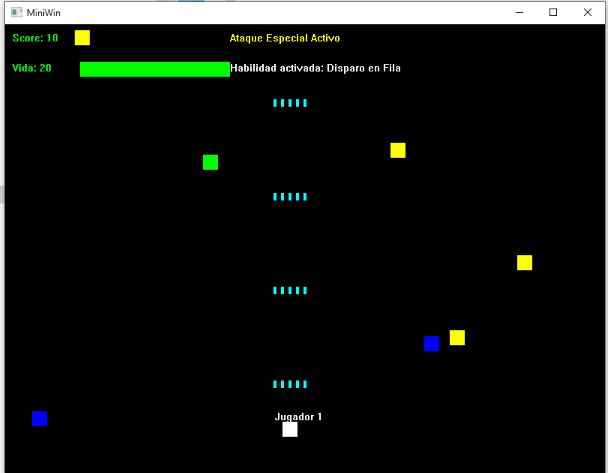 MiniWin
Score: 10
Ataque Especial Activo
Vida: 20
Habilidad activada: Disparo en Fila
Jugador 1